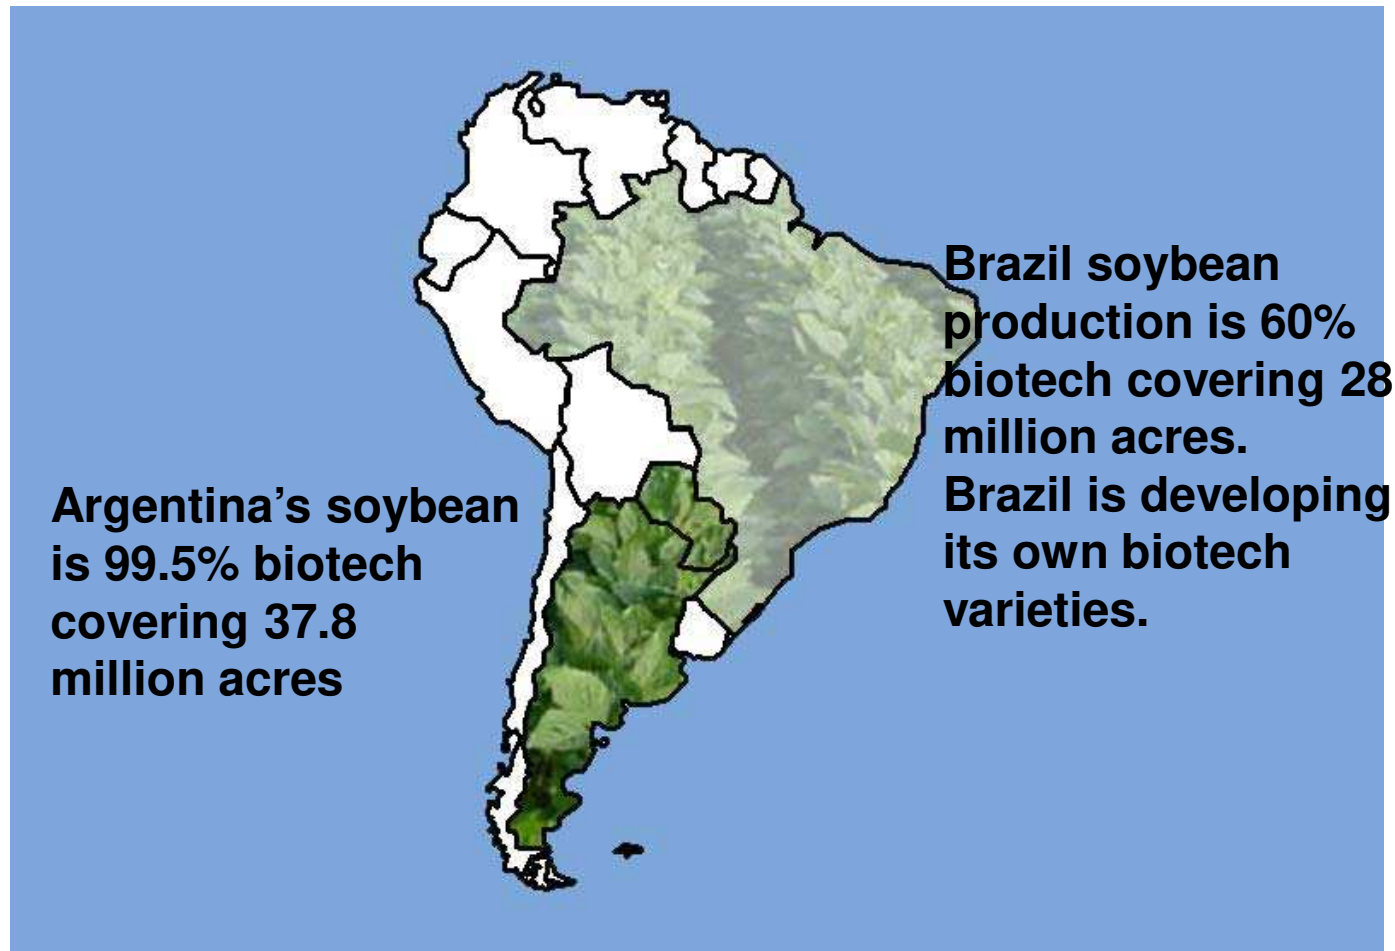 Brazil soybean
production is 60%
biotech covering 28
million acres.
Brazil is developing
its own biotech
varieties.
Argentina’s soybean
is 99.5% biotech
covering 37.8
million acres